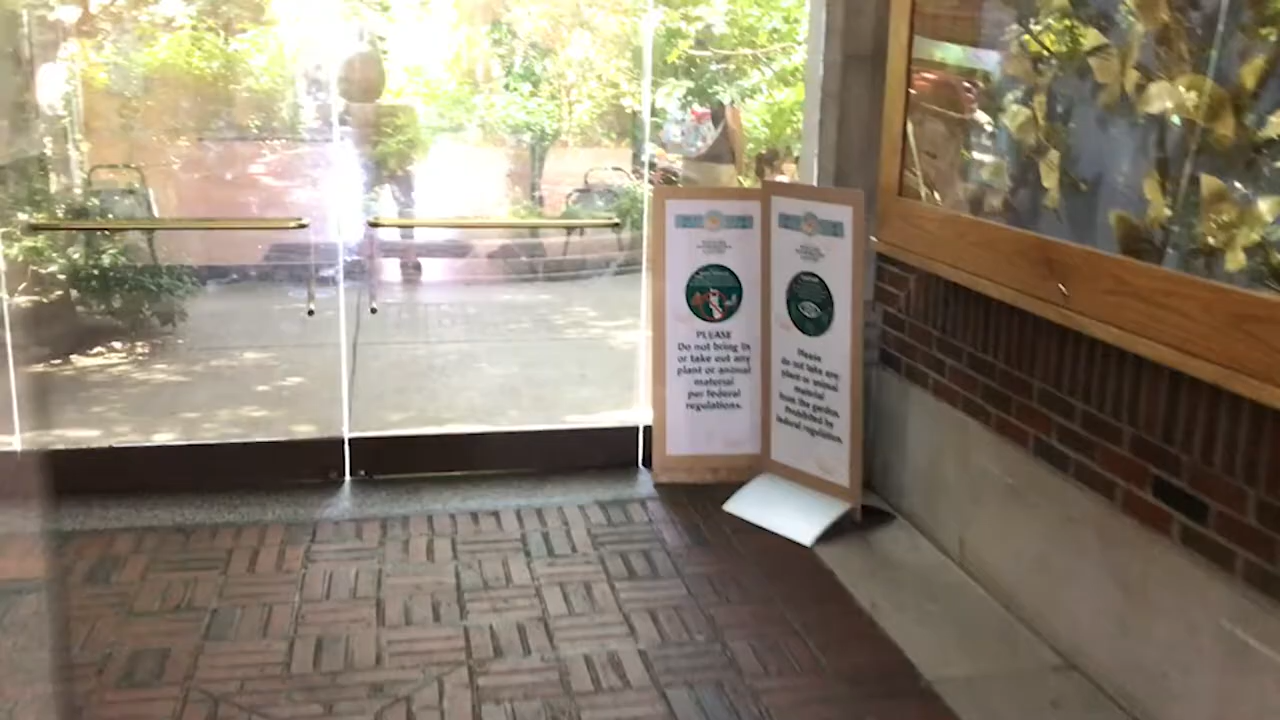 PLEASE
Do not bring in
or take out any
plant or animal
material
per federal
regulations.
Please
do not take any
plant or animal
material
from the garden.
Prohibited by
federal regulation.